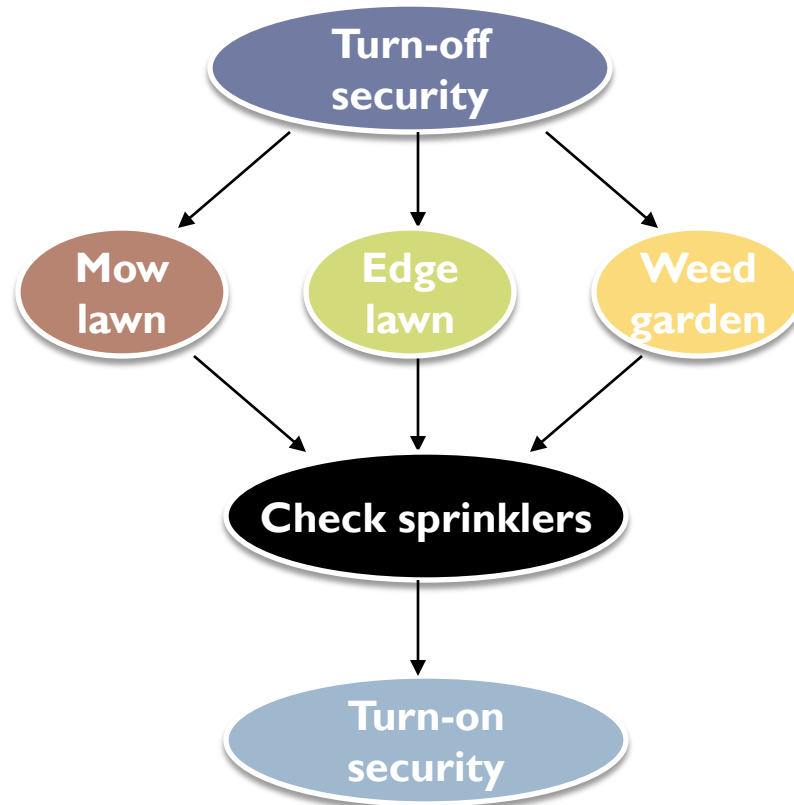 Turn-off
security
Mow
lawn
Edge
lawn
Weed
garden
Check sprinklers
Turn-on
security